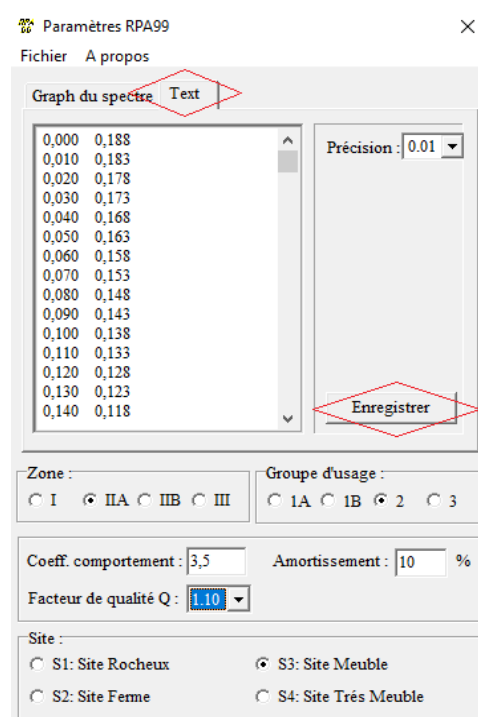 Paramètres RPA99
Fichier A propos
Graph du spectre Text
0,000 0,188
0,010 0,183
0,020 0,178
0,030 0,173
0,040 0,168
0,050 0,163
0,060 0,158
0,070 0,153
0,080 0,148
0,090 0,143
0,100 0,138
0,110 0,133
0,120 0,128
0,130 0,123
0,140 0,118
Précision : 0.01
Enregistrer
Zone :
I IIA IIB III
Groupe d'usage :
1A 1B 2 3
Coeff. comportement : 3,5 Amortissement : 10 %
Facteur de qualité Q : 1.10
Site :
S1: Site Rocheux S3: Site Meuble
S2: Site Ferme S4: Site Trés Meuble